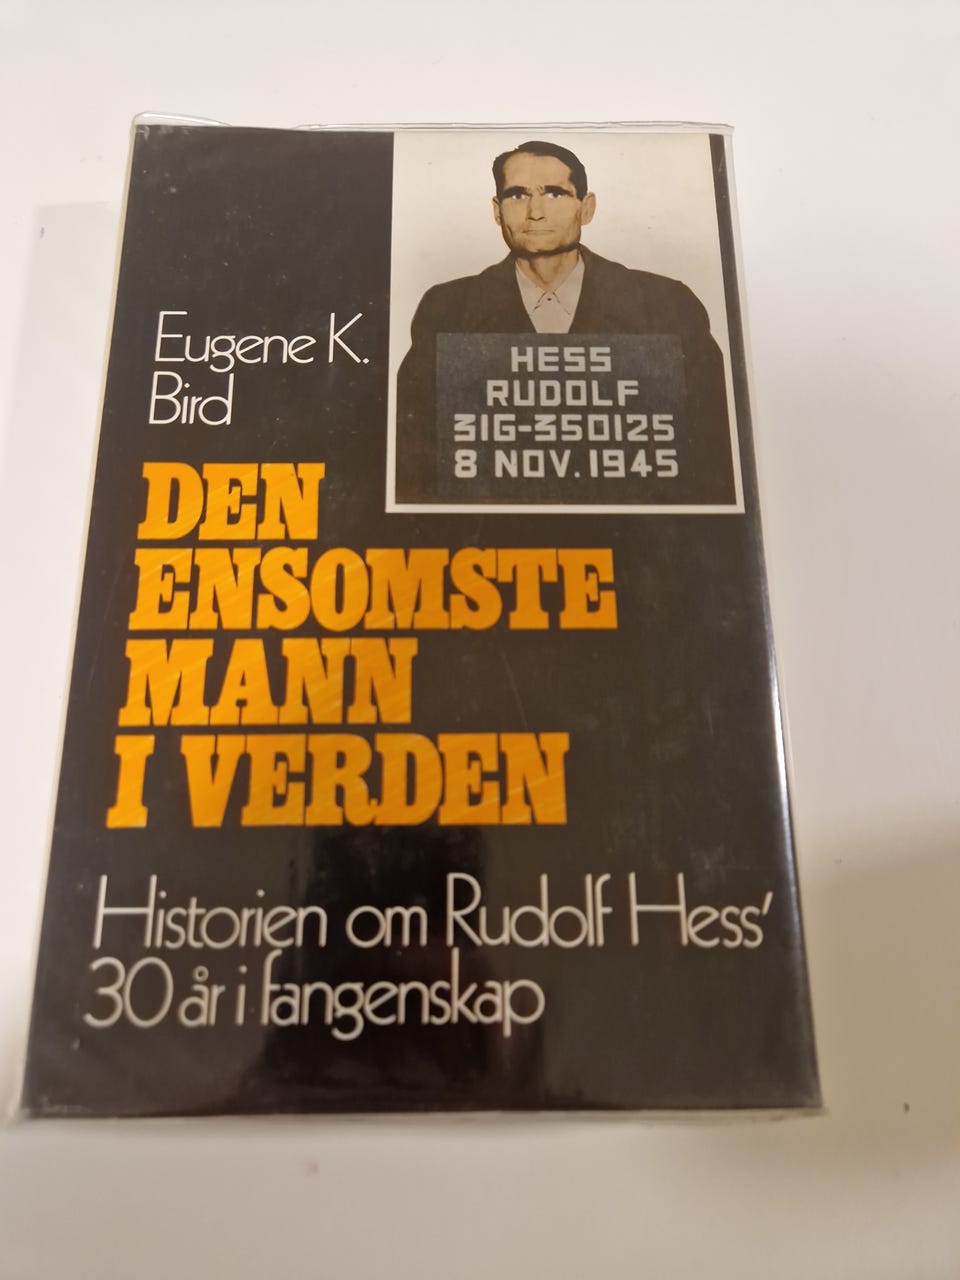 Eugene K.
Bird
HESS
RUDOLF
31G-350125
8 NOV. 1945
DEN
ENSOMSTE
MANN
I VERDEN
Historien om Rudolf Hess'
30 år i fangenskap